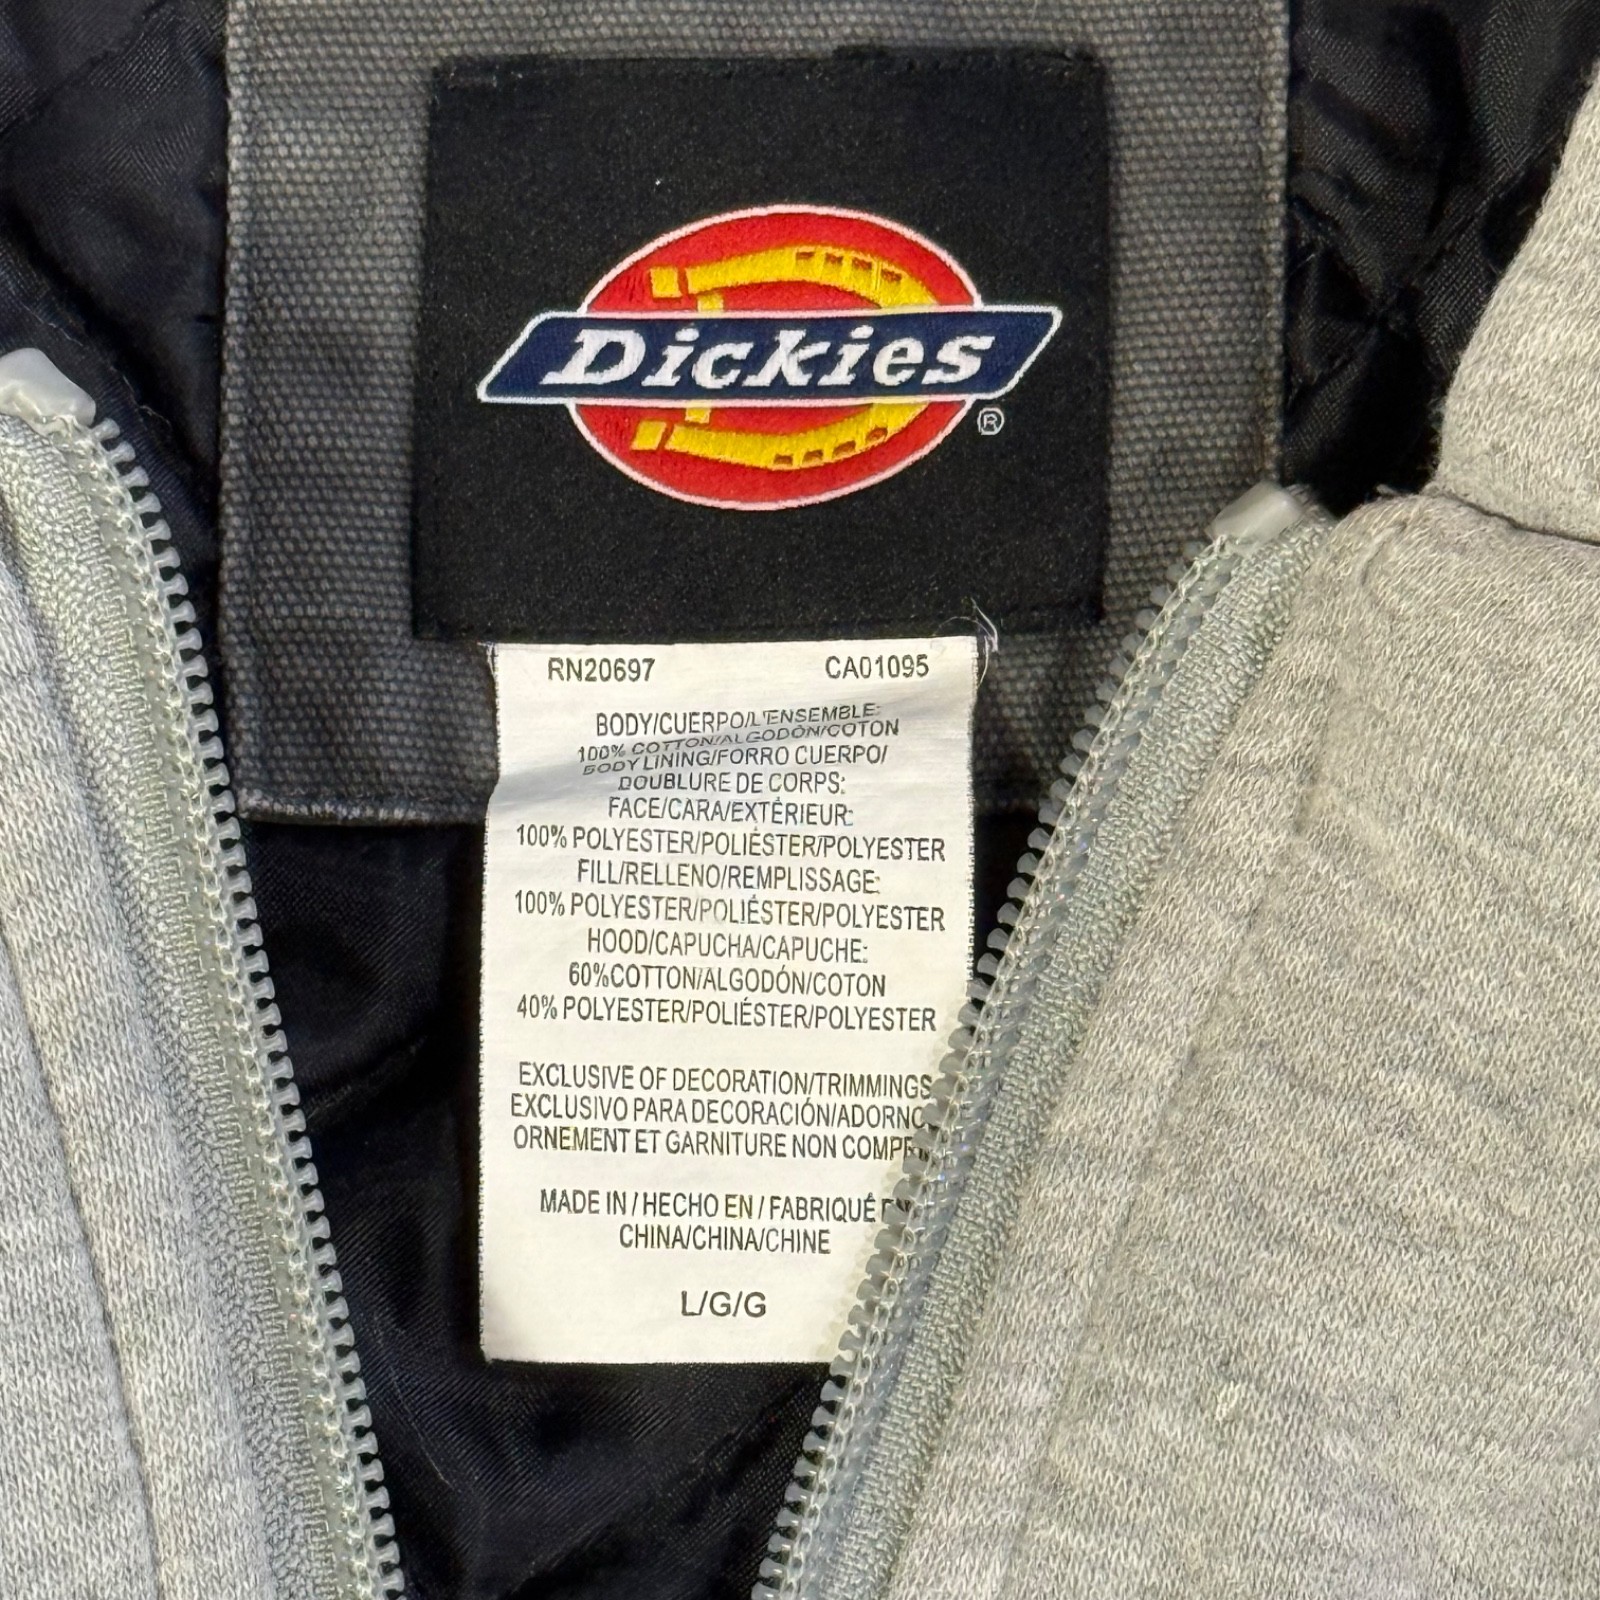 Dickies
®
RN20697 CA01095
BODY/CUERPO/L'ENSEMBLE:
100% COTTON/ALGODÓN/COTON
BODY LINING/FORRO CUERPO/
DOUBLURE DE CORPS:
FACE/CARA/EXTÉRIEUR:
100% POLYESTER/POLIÉSTER/POLYESTER
FILL/RELLENO/REMPLISSAGE:
100% POLYESTER/POLIÉSTER/POLYESTER
HOOD/CAPUCHA/CAPUCHE:
60%COTTON/ALGODÓN/COTON
40% POLYESTER/POLIÉSTER/POLYESTER
EXCLUSIVE OF DECORATION/TRIMMINGS
EXCLUSIVO PARA DECORACIÓN/
ORNEMENT ET GARNITURE NON
MADE IN / HECHO EN / FABRIQUÉ
CHINA/CHINA/CHINE
L/G/G